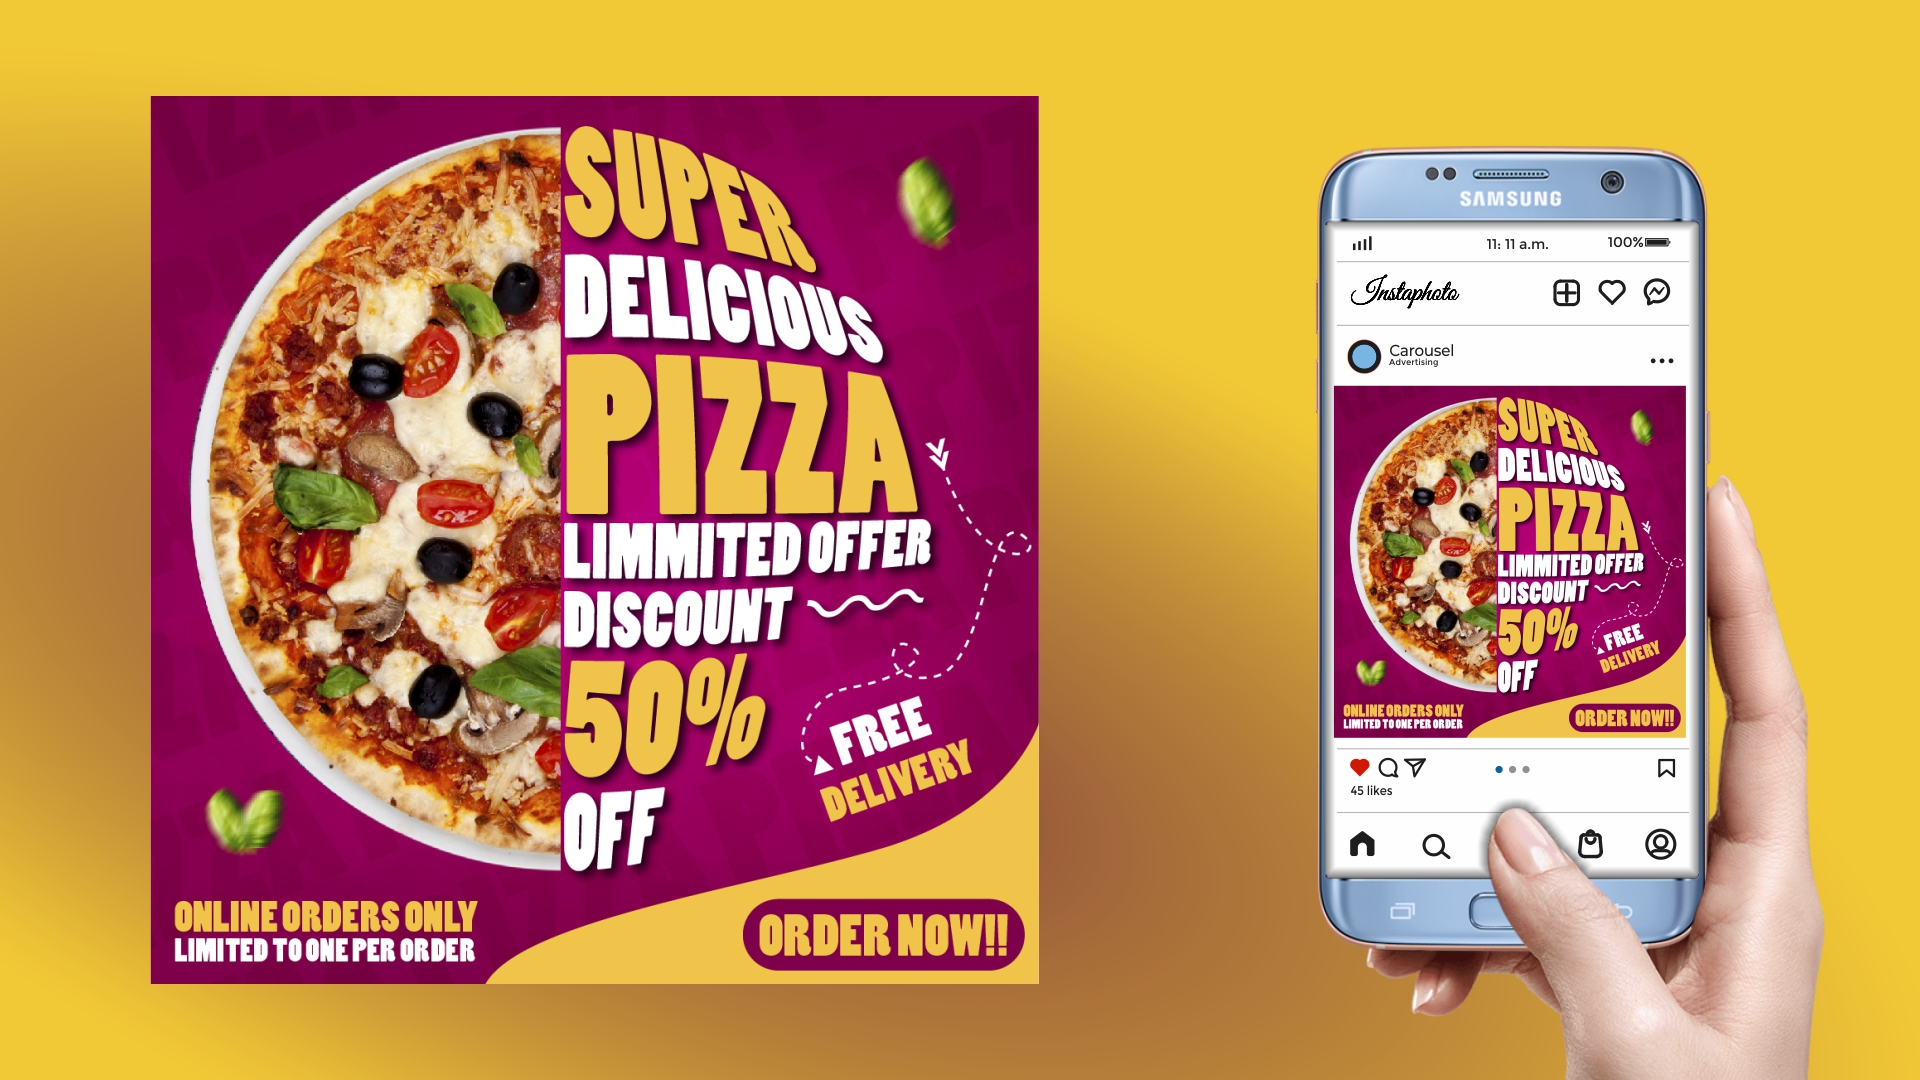 SUPER
DELICIOUS
PIZZA
LIMMITED OFFER
DISCOUNT
50%
OFF
FREE
DELIVERY
ONLINE ORDERS ONLY
LIMITED TO ONE PER ORDER
ORDER NOW!!
SAMSUNG
11: 11 a.m.
100%
Instaphoto
Carousel
Advertising
SUPER
DELICIOUS
PIZZA
LIMMITED OFFER
DISCOUNT
50%
OFF
FREE
DELIVERY
ONLINE ORDERS ONLY
LIMITED TO ONE PER ORDER
ORDER NOW!!
45 likes